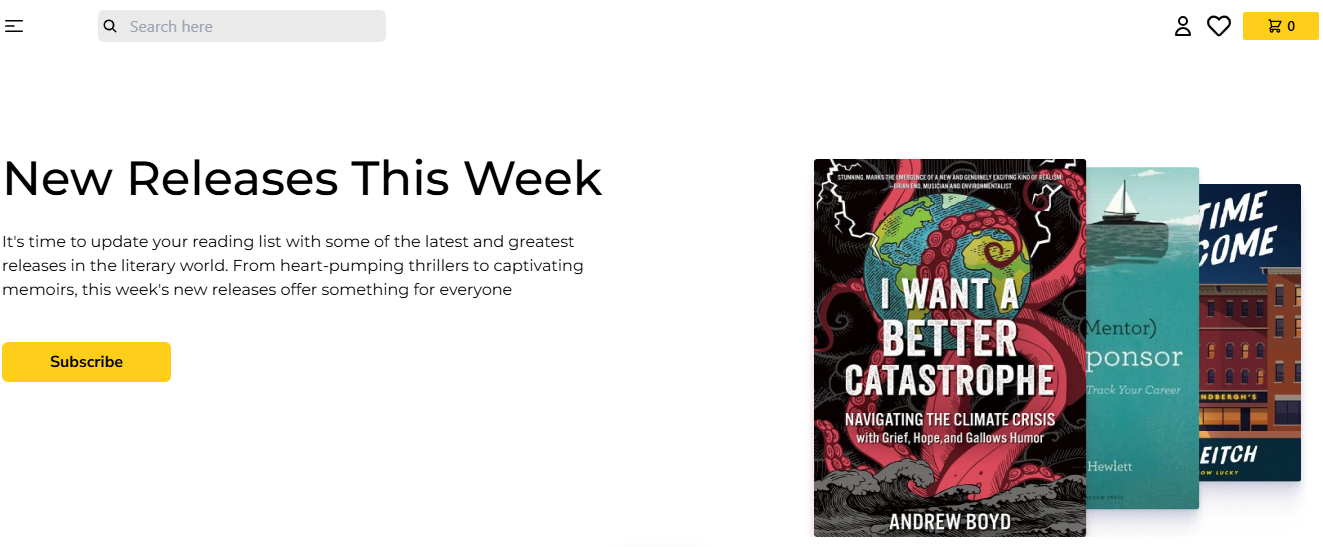 Search here
0
New Releases This Week
It's time to update your reading list with some of the latest and greatest
releases in the literary world. From heart-pumping thrillers to captivating
memoirs, this week's new releases offer something for everyone
Subscribe
STUNNING. MARKS THE EMERGENCE OF A NEW AND GENUINELY EXCITING KIND OF REALISM
—BRIAN ENO, MUSICIAN AND ENVIRONMENTALIST
I WANT A
BETTER
CATASTROPHE
NAVIGATING THE CLIMATE CRISIS
with Grief, Hope, and Gallows Humor
ANDREW BOYD
Mentor)
ponsor
Track Your Career
Hewlett
TIME
COME
NDBERGH'S
EITCH
OW LUCKY